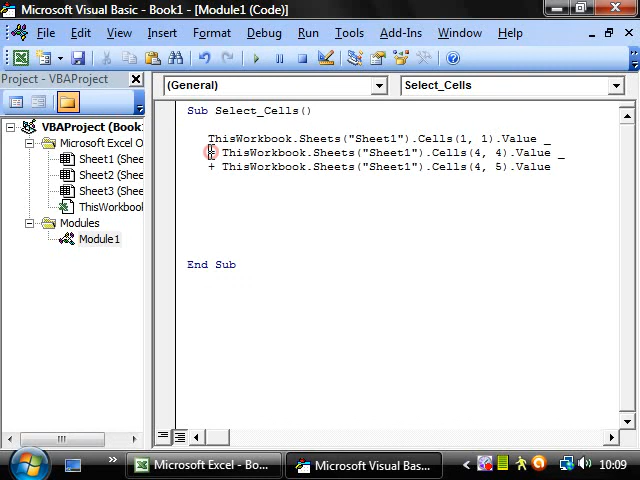 Microsoft Visual Basic - Book1 - [Module1 (Code)]
File Edit View Insert Format Debug Run Tools Add-Ins Window Help
Project - VBAProject
(General) Select_Cells
VBAProject (Book
Microsoft Excel O
Sheet1 (Shee
Sheet2 (Shee
Sheet3 (Shee
ThisWorkbook
Modules
Module1
Sub Select_Cells()
ThisWorkbook.Sheets("Sheet1").Cells(1, 1).Value _
+ ThisWorkbook.Sheets("Sheet1").Cells(4, 4).Value _
+ ThisWorkbook.Sheets("Sheet1").Cells(4, 5).Value
End Sub
Microsoft Excel - Bo...
Microsoft Visual Bas...
10:09